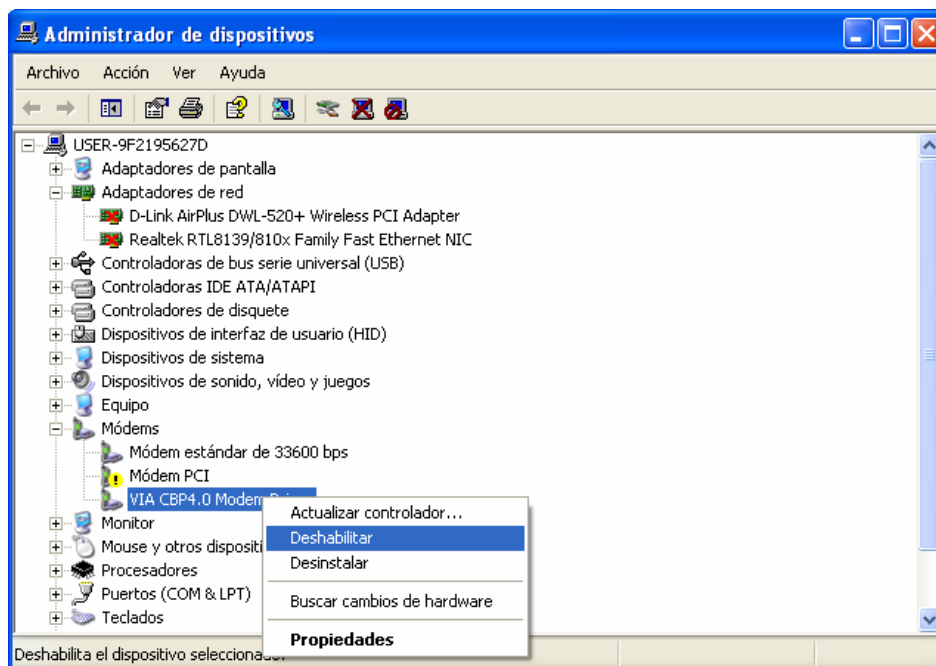 Administrador de dispositivos
Archivo Acción Ver Ayuda
USER-9F2195627D
Adaptadores de pantalla
Adaptadores de red
D-Link AirPlus DWL-520+ Wireless PCI Adapter
Realtek RTL8139/810x Family Fast Ethernet NIC
Controladoras de bus serie universal (USB)
Controladoras IDE ATA/ATAPI
Controladores de disquete
Dispositivos de interfaz de usuario (HID)
Dispositivos de sistema
Dispositivos de sonido, vídeo y juegos
Equipo
Módems
Módem estándar de 33600 bps
Módem PCI
VIA CBP4.0 Modem
Monitor
Mouse y otros dispositi
Procesadores
Puertos (COM & LPT)
Teclados
Actualizar controlador...
Deshabilitar
Desinstalar
Buscar cambios de hardware
Propiedades
Deshabilita el dispositivo selecciona